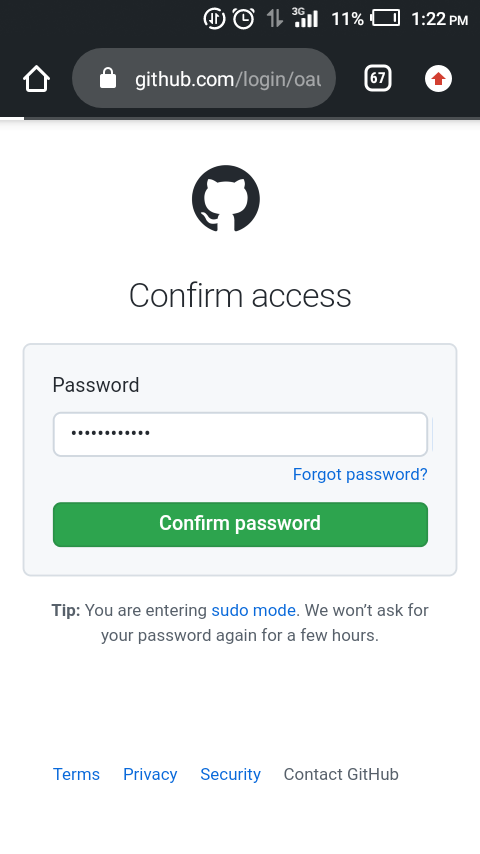 3G 11% 1:22 PM
github.com/login/oau
67
Confirm access
Password
••••••••••••
Forgot password?
Confirm password
Tip: You are entering sudo mode. We won’t ask for
your password again for a few hours.
Terms Privacy Security Contact GitHub